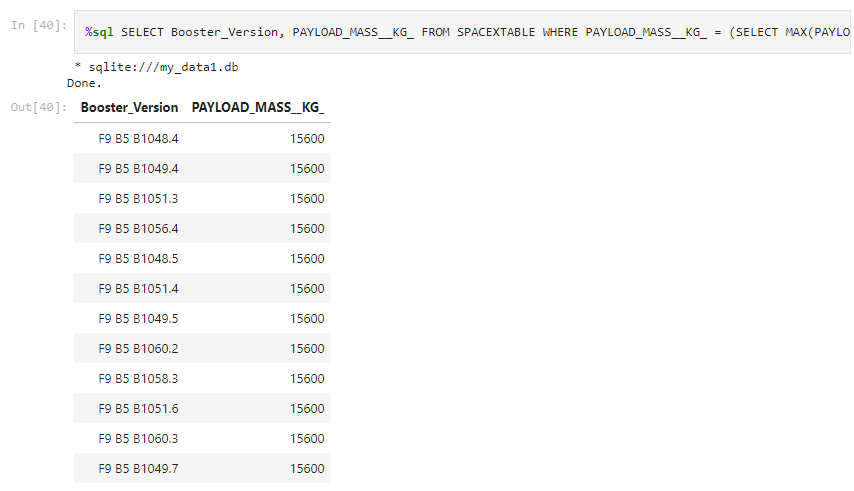 In [40]: %sql SELECT Booster_Version, PAYLOAD_MASS__KG_ FROM SPACEXTABLE WHERE PAYLOAD_MASS__KG_ = (SELECT MAX(PAYLO
* sqlite:///my_data1.db
Done.
Out[40]: Booster_Version PAYLOAD_MASS__KG_
F9 B5 B1048.4 15600
F9 B5 B1049.4 15600
F9 B5 B1051.3 15600
F9 B5 B1056.4 15600
F9 B5 B1048.5 15600
F9 B5 B1051.4 15600
F9 B5 B1049.5 15600
F9 B5 B1060.2 15600
F9 B5 B1058.3 15600
F9 B5 B1051.6 15600
F9 B5 B1060.3 15600
F9 B5 B1049.7 15600